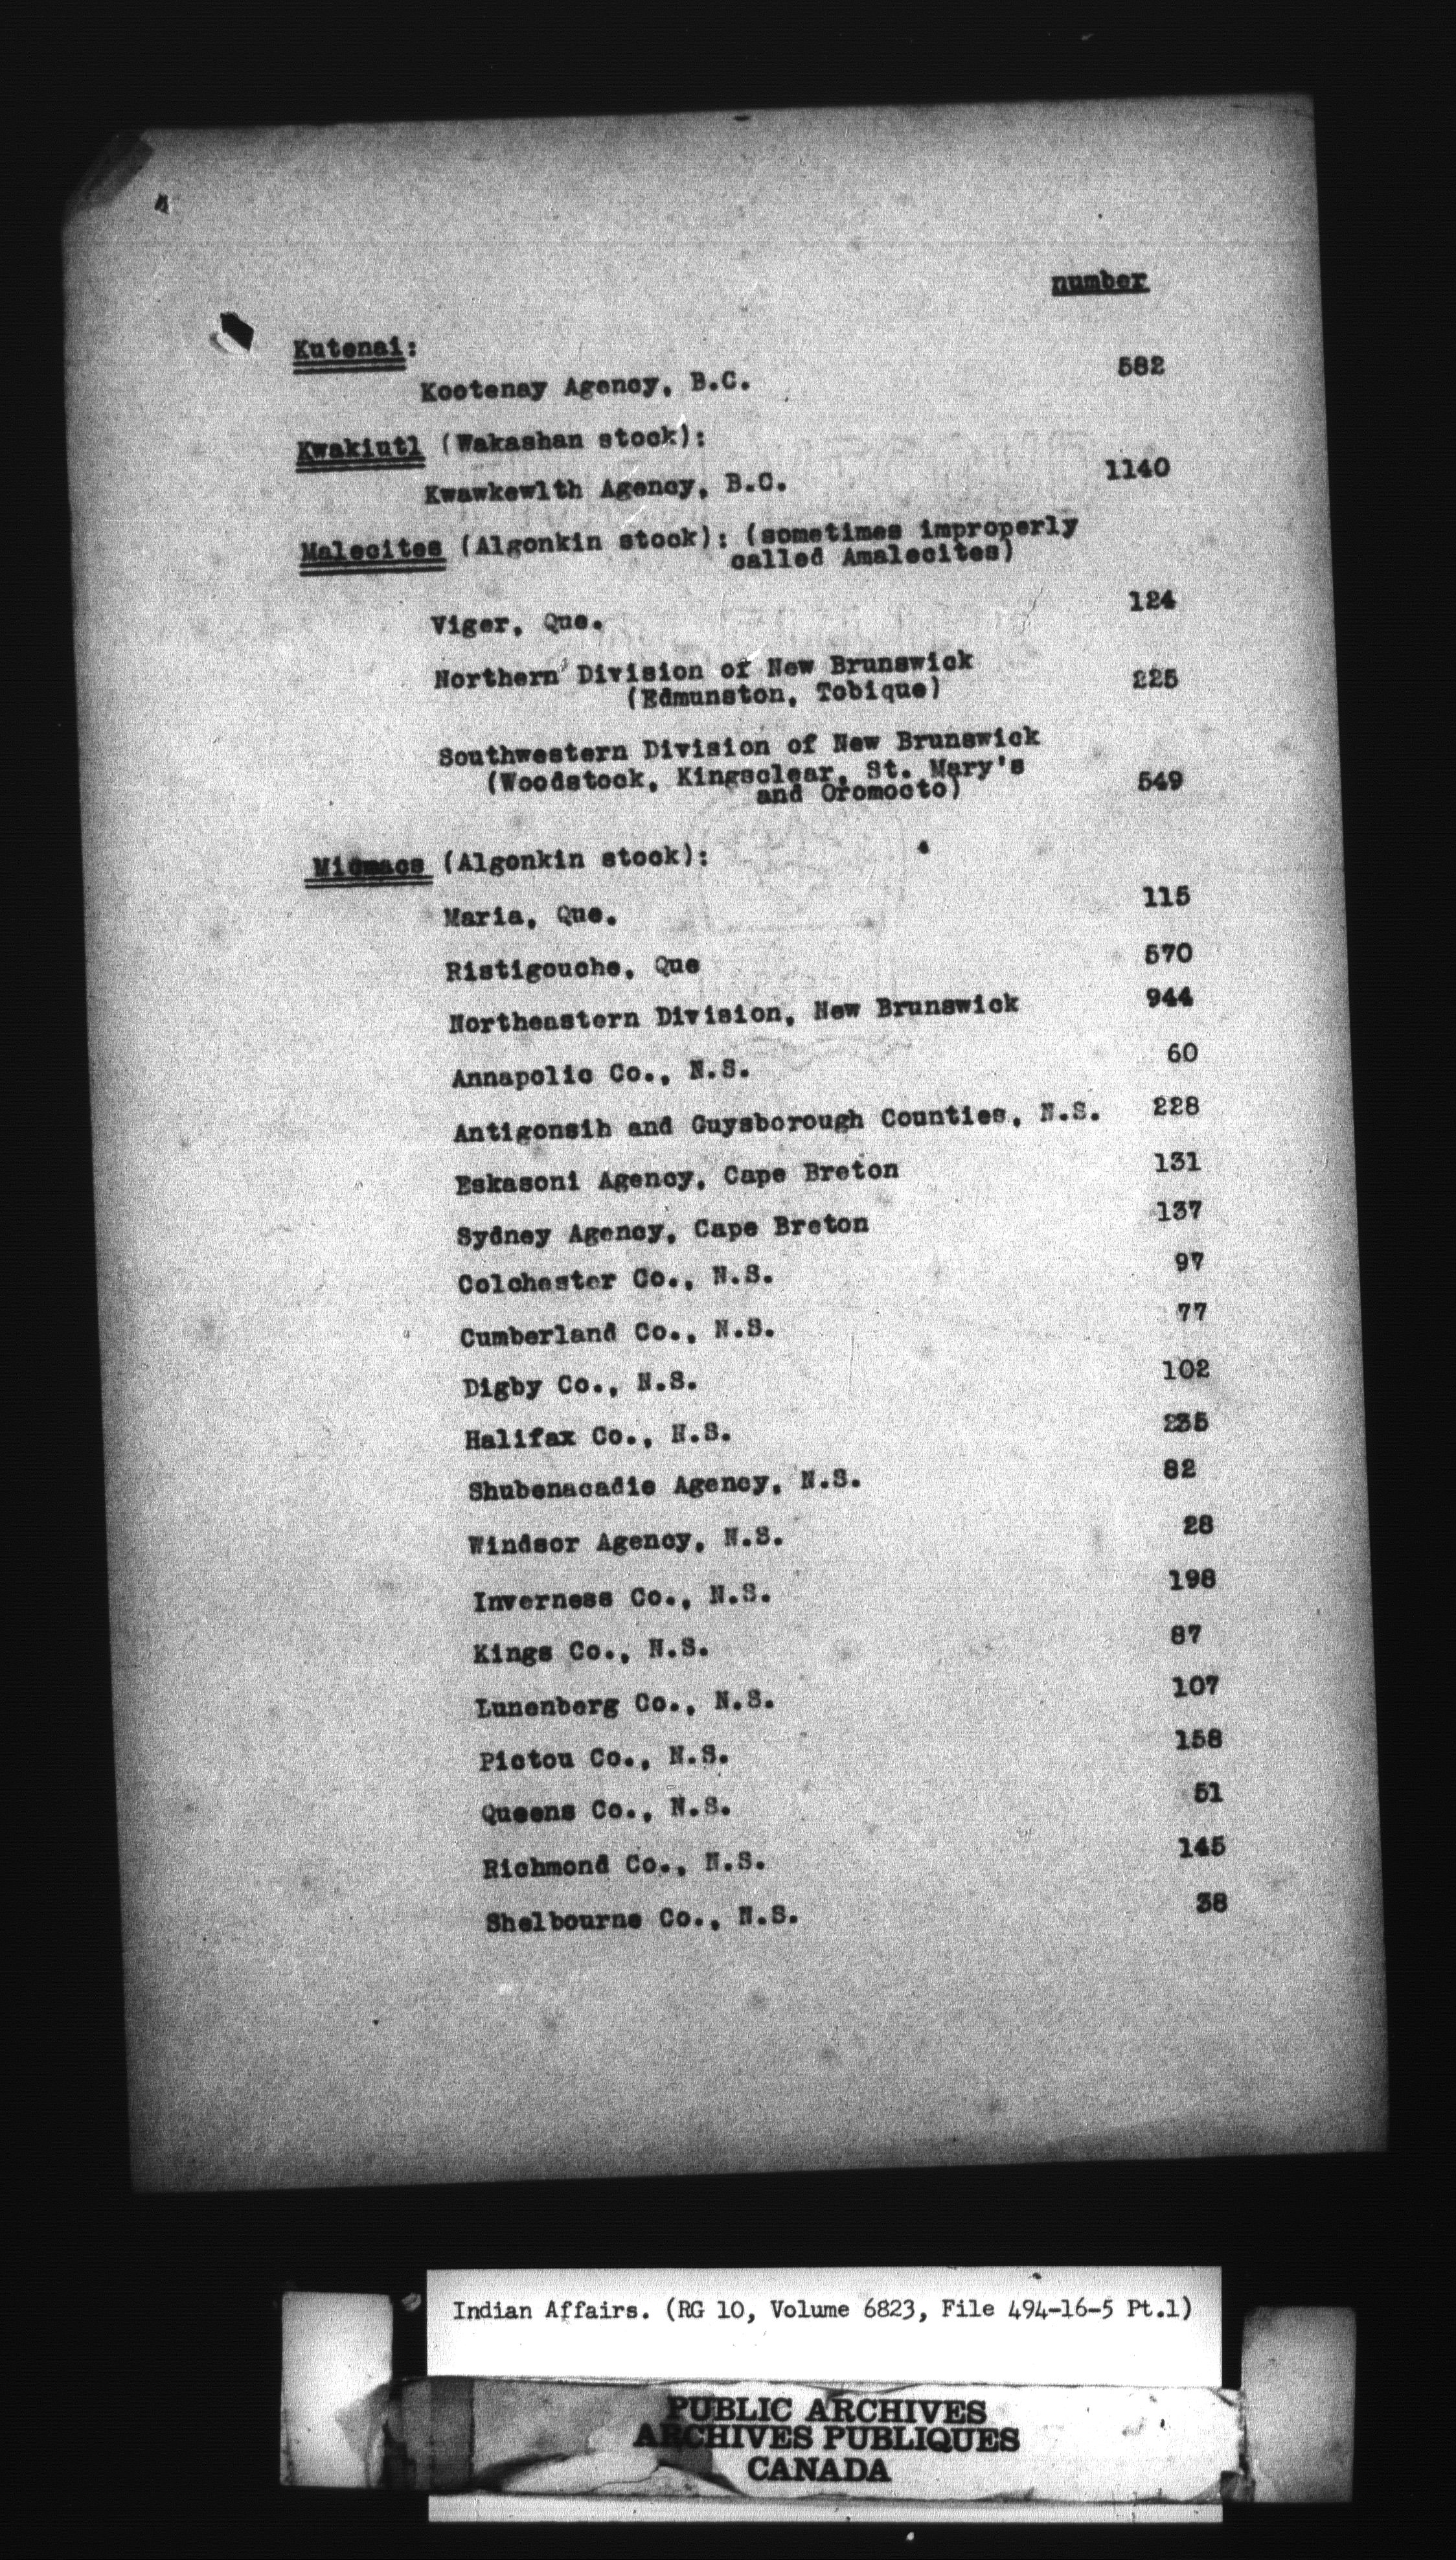 number
Kutenai:
Kootenay Agency, B.C. 582
Kwakiutl (Wakashan stock):
Kwawkewlth Agency, B.C. 1140
Malecites (Algonkin stock): (sometimes improperly
called Amalecites)
Viger, Que. 124
Northern Division of New Brunswick
(Edmunston, Tobique) 225
Southwestern Division of New Brunswick
(Woodstock, Kingsclear, St. Mary's
and Oromocto) 549
Micmacs (Algonkin stock):
Maria, Que. 115
Ristigouche, Que 570
Northeastern Division, New Brunswick 944
Annapolic Co., N.S. 60
Antigonsih and Guysborough Counties, N.S. 228
Eskasoni Agency, Cape Breton 131
Sydney Agency, Cape Breton 137
Colchester Co., N.S. 97
Cumberland Co., N.S. 77
Digby Co., N.S. 102
Halifax Co., N.S. 235
Shubenacadie Agency, N.S. 82
Windsor Agency, N.S. 28
Inverness Co., N.S. 198
Kings Co., N.S. 87
Lunenberg Co., N.S. 107
Pictou Co., N.S. 158
Queens Co., N.S. 51
Richmond Co., N.S. 145
Shelbourne Co., N.S. 38
Indian Affairs. (RG 10, Volume 6823, File 494-16-5 Pt.1)
PUBLIC ARCHIVES
ARCHIVES PUBLIQUES
CANADA